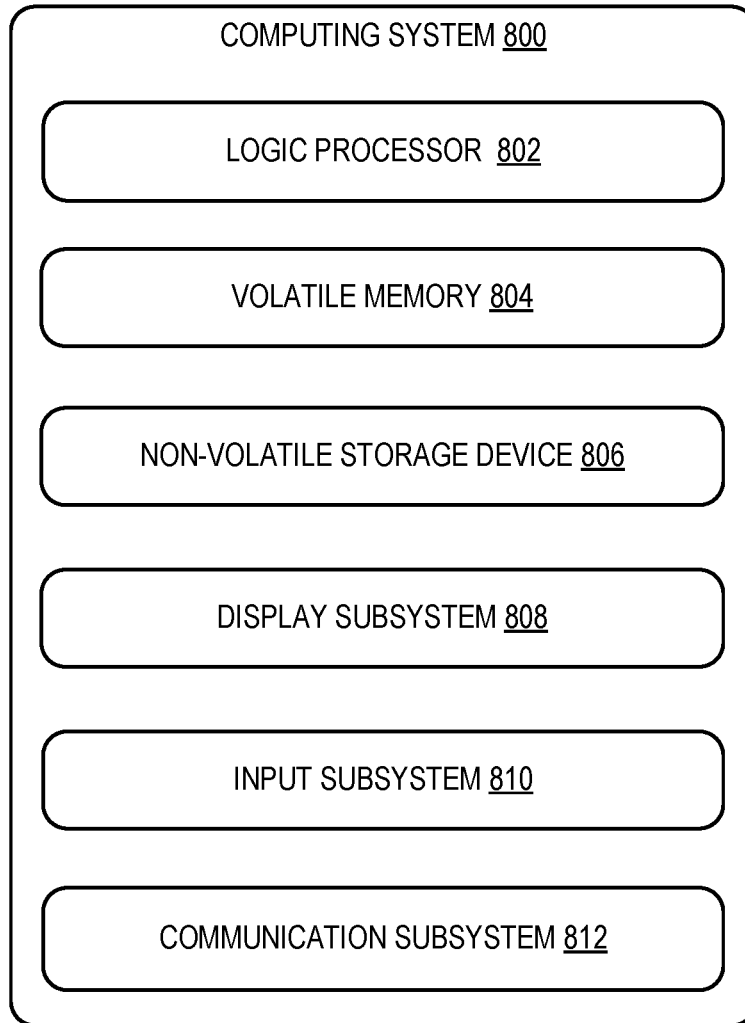 COMPUTING SYSTEM 800
LOGIC PROCESSOR 802
VOLATILE MEMORY 804
NON-VOLATILE STORAGE DEVICE 806
DISPLAY SUBSYSTEM 808
INPUT SUBSYSTEM 810
COMMUNICATION SUBSYSTEM 812